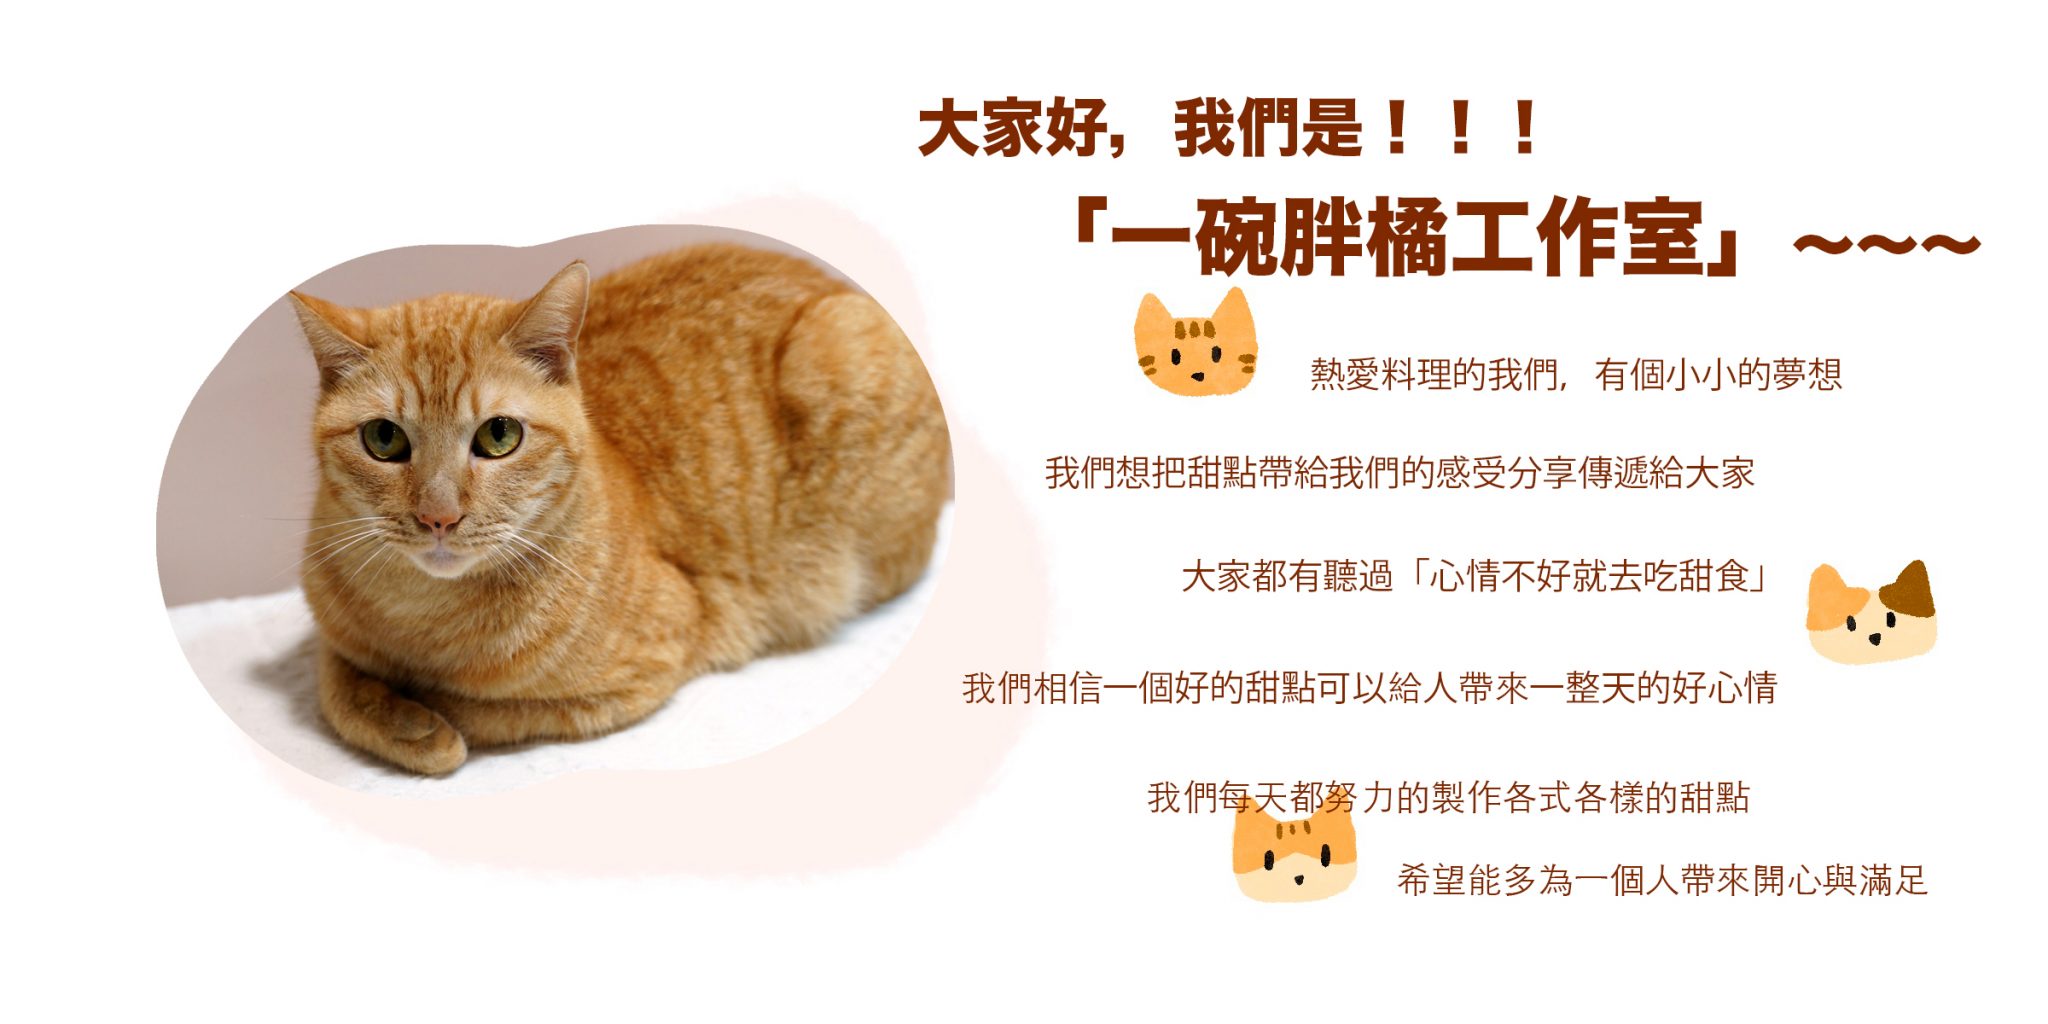 大家好，我們是！！！
「一碗胖橘工作室」~~~
熱愛料理的我們，有個小小的夢想
我們想把甜點帶給我們的感受分享傳遞給大家
大家都有聽過「心情不好就去吃甜食」
我們相信一個好的甜點可以給人帶來一整天的好心情
我們每天都努力的製作各式各樣的甜點
希望能多為一個人帶來開心與滿足